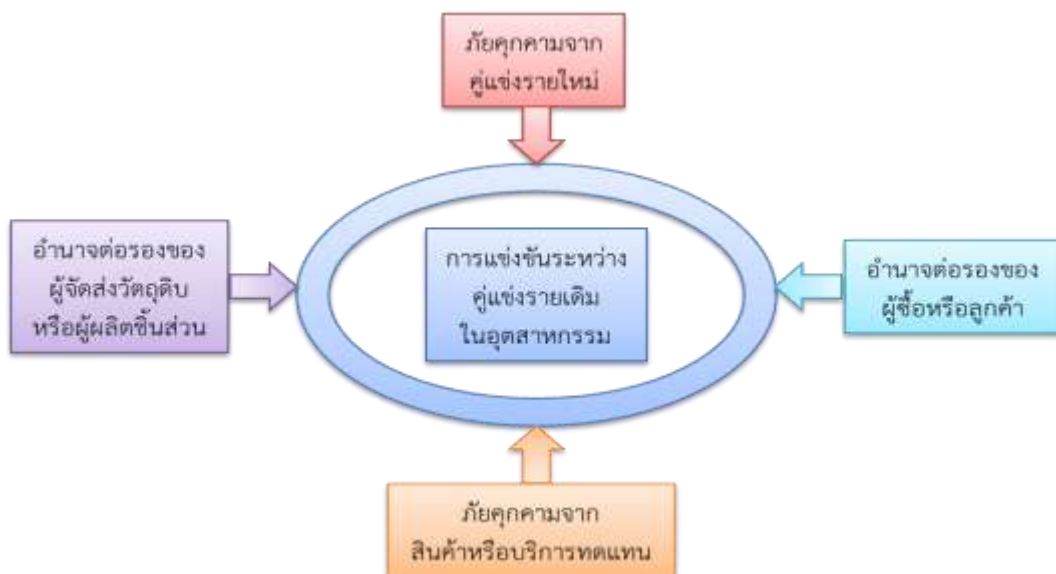 ภัยคุกคามจาก
คู่แข่งรายใหม่
อำนาจต่อรองของ
ผู้จัดส่งวัตถุดิบ
หรือผู้ผลิตชิ้นส่วน
การแข่งขันระหว่าง
คู่แข่งรายเดิม
ในอุตสาหกรรม
อำนาจต่อรองของ
ผู้ซื้อหรือลูกค้า
ภัยคุกคามจาก
สินค้าหรือบริการทดแทน